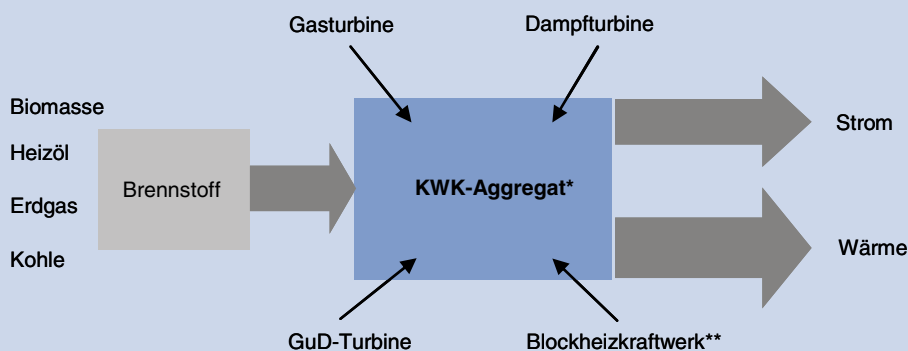 Gasturbine
Dampfturbine
Biomasse
Heizöl
Erdgas
Kohle
Brennstoff
KWK-Aggregat*
Strom
Wärme
GuD-Turbine
Blockheizkraftwerk**